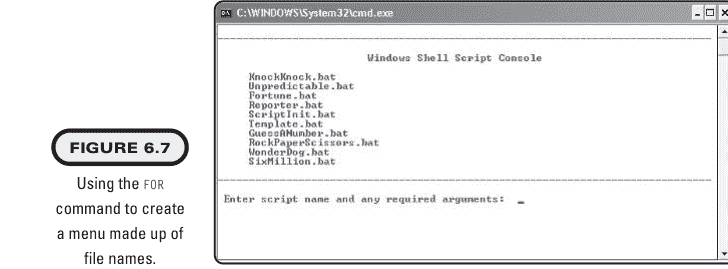 C:\WINDOWS\System32\cmd.exe
Windows Shell Script Console
KnockKnock.bat
Unpredictable.bat
Fortune.bat
Reporter.bat
ScriptInit.bat
Template.bat
GuessANumber.bat
RockPaperScissors.bat
WonderDog.bat
SixMillion.bat
Enter script name and any required arguments: _
FIGURE 6.7
Using the FOR
command to create
a menu made up of
file names.